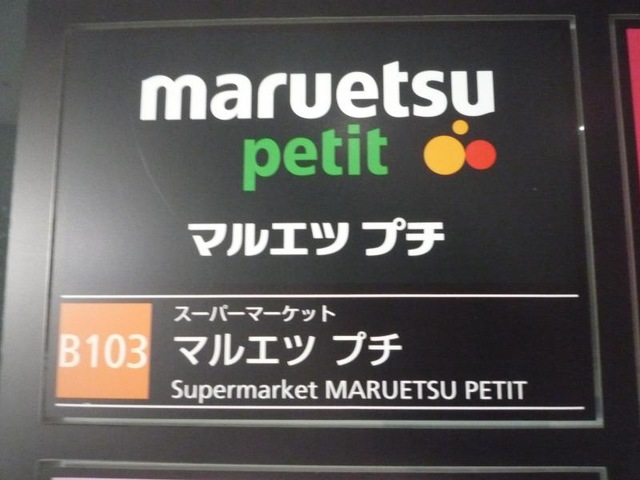 maruetsu
petit
マルエツ プチ
スーパーマーケット
B103
マルエツ プチ
Supermarket MARUETSU PETIT